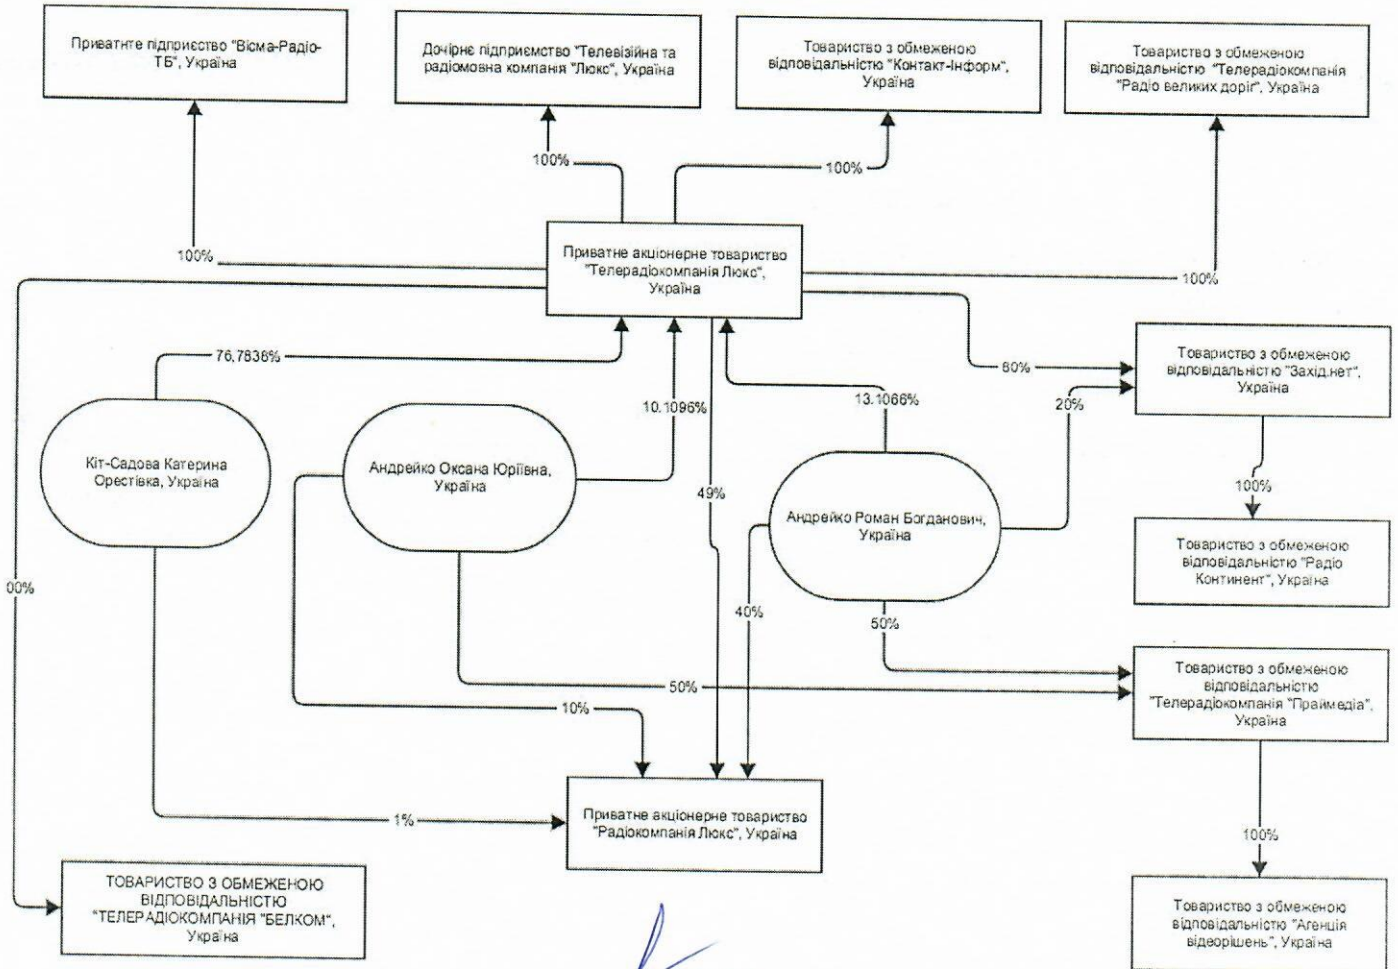 Приватнте підприєство "Вісма-Радіо-
ТБ", Україна
Дочірнє підприємство "Телевізійна та
радіомовна компанія "Люкс", Україна
Товариство з обмеженою
відповідальністю "Контакт-Інформ",
Україна
Товариство з обмеженою
відповідальністю "Телерадіокомпанія
"Радіо великих доріг", Україна
100%
100%
100%
100%
Приватне акціонерне товариство
"Телерадіокомпанія Люкс",
Україна
76,7838%
10.1096%
13.1066%
80%
20%
Товариство з обмеженою
відповідальністю "Захід.нет",
Україна
Кіт-Садова Катерина
Орестівка, Україна
Андрейко Оксана Юріївна,
Україна
49%
Андрейко Роман Богданович,
Україна
100%
Товариство з обмеженою
відповідальністю "Радіо
Континент", Україна
00%
40%
50%
50%
10%
Товариство з обмеженою
відповідальністю
"Телерадіокомпанія "Праймедіа",
Україна
1%
Приватне акціонерне товариство
"Радіокомпанія Люкс", Україна
100%
ТОВАРИСТВО З ОБМЕЖЕНОЮ
ВІДПОВІДАЛЬНІСТЮ
"ТЕЛЕРАДІОКОМПАНІЯ "БЕЛКОМ",
Україна
Товариство з обмеженою
відповідальністю "Агенція
відеорішень", Україна